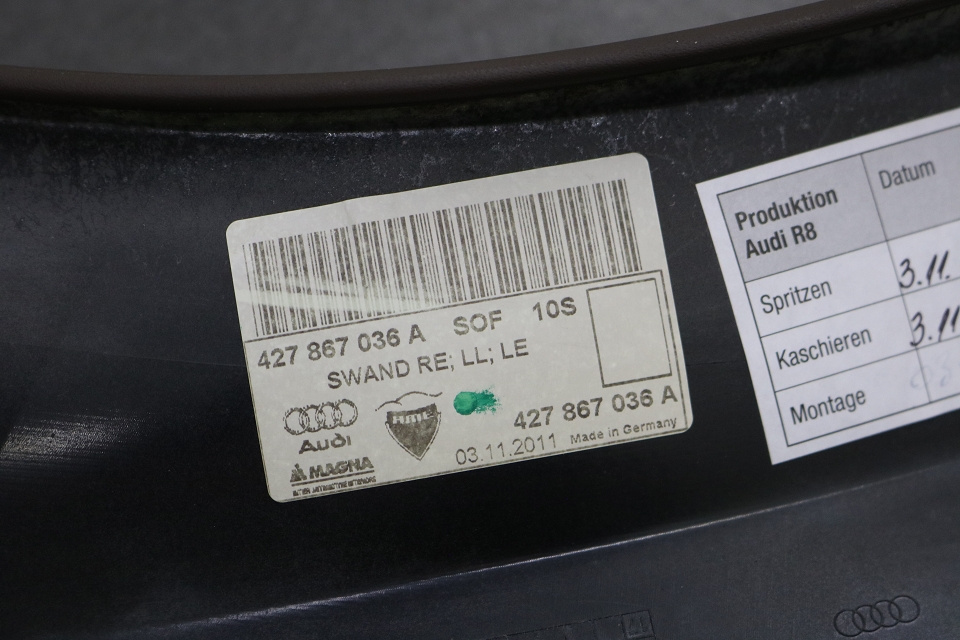 427 867 036 A SOF 10S
SWAND RE; LL; LE
Audi
MAGNA
427 867 036 A
03.11.2011 Made in Germany
Produktion
Audi R8
Datum
Spritzen 3.11.
Kaschieren 3.11
Montage